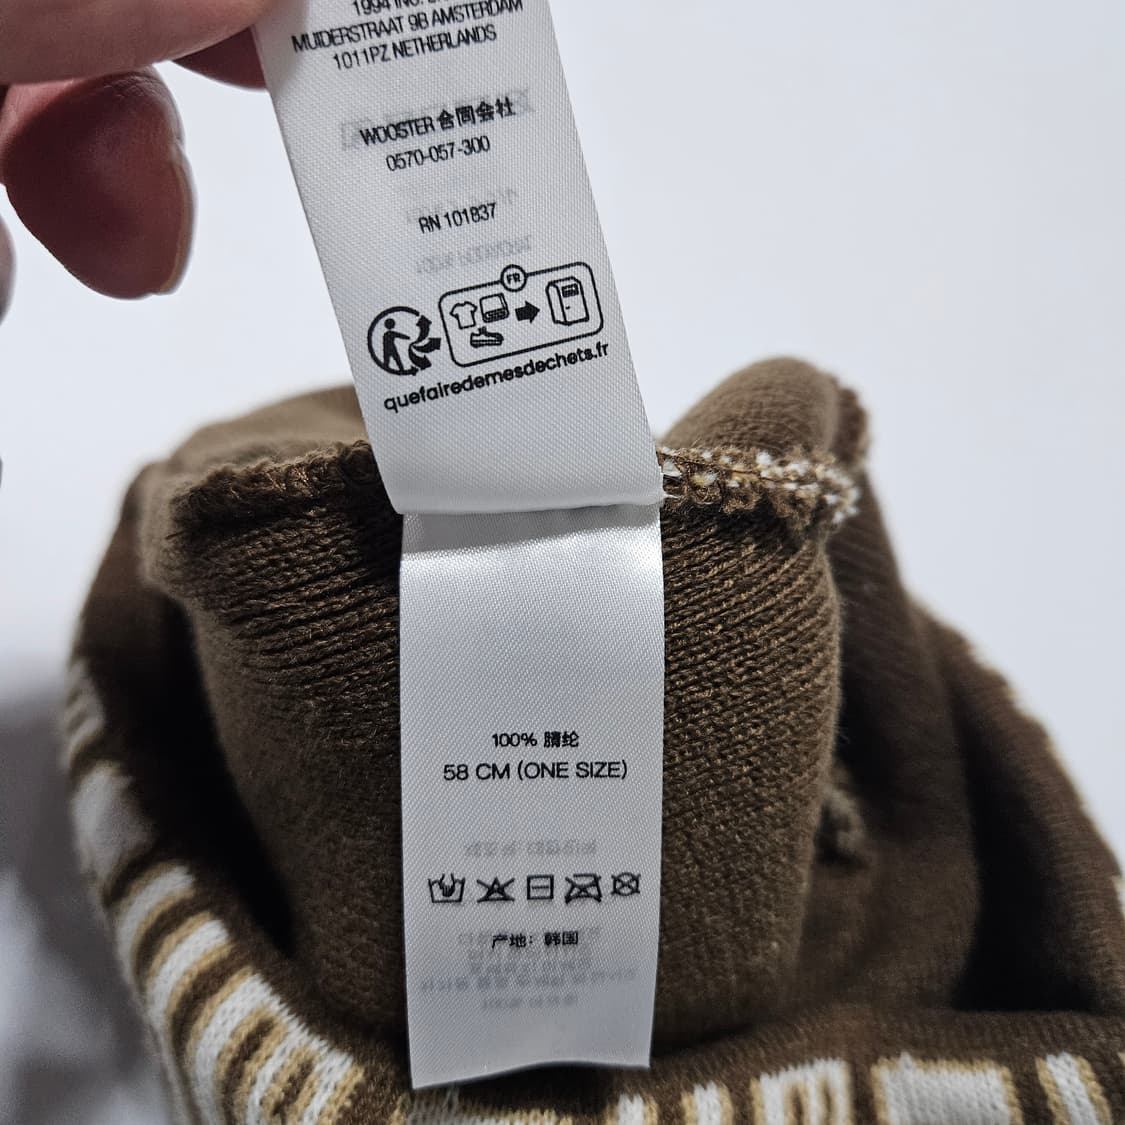 MUIDERSTRAAT 9B AMSTERDAM
1011PZ NETHERLANDS
WOOSTER 合同会社
0570-057-300
RN 101837
FR
quefairedemesdechets.fr
100% 腈纶
58 CM (ONE SIZE)
产地：韩国